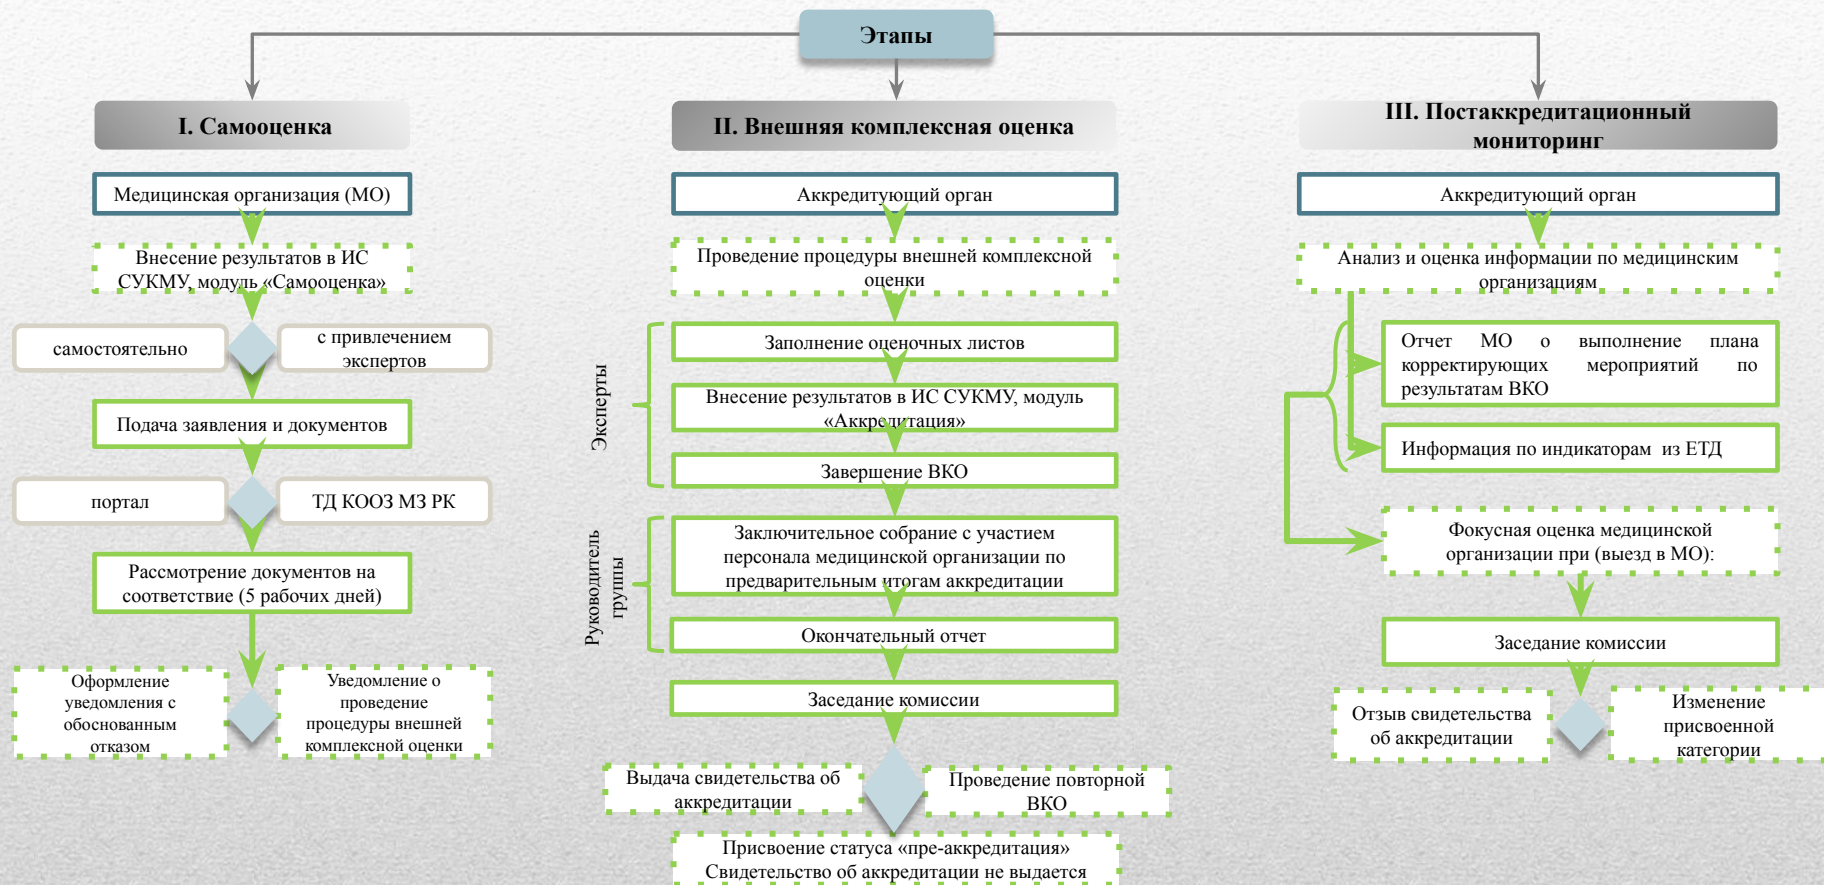 Этапы
I. Самооценка
Медицинская организация (МО)
Внесение результатов в ИС
СУКМУ, модуль «Самооценка»
самостоятельно
с привлечением
экспертов
Подача заявления и документов
портал
ТД КООЗ МЗ РК
Рассмотрение документов на
соответствие (5 рабочих дней)
Оформление
уведомления с
обоснованным
отказом
Уведомление о
проведение
процедуры внешней
комплексной оценки
II. Внешняя комплексная оценка
Аккредитующий орган
Проведение процедуры внешней комплексной
оценки
Эксперты
Заполнение оценочных листов
Внесение результатов в ИС СУКМУ, модуль
«Аккредитация»
Завершение ВКО
Руководитель
группы
Заключительное собрание с участием
персонала медицинской организации по
предварительным итогам аккредитации
Окончательный отчет
Заседание комиссии
Выдача свидетельства об
аккредитации
Проведение повторной
ВКО
Присвоение статуса «пре-аккредитация»
Свидетельство об аккредитации не выдается
III. Постаккредитационный
мониторинг
Аккредитующий орган
Анализ и оценка информации по медицинским
организациям
Отчет МО о выполнение плана
корректирующих мероприятий по
результатам ВКО
Информация по индикаторам из ЕТД
Фокусная оценка медицинской
организации при (выезд в МО):
Заседание комиссии
Отзыв свидетельства
об аккредитации
Изменение
присвоенной
категории